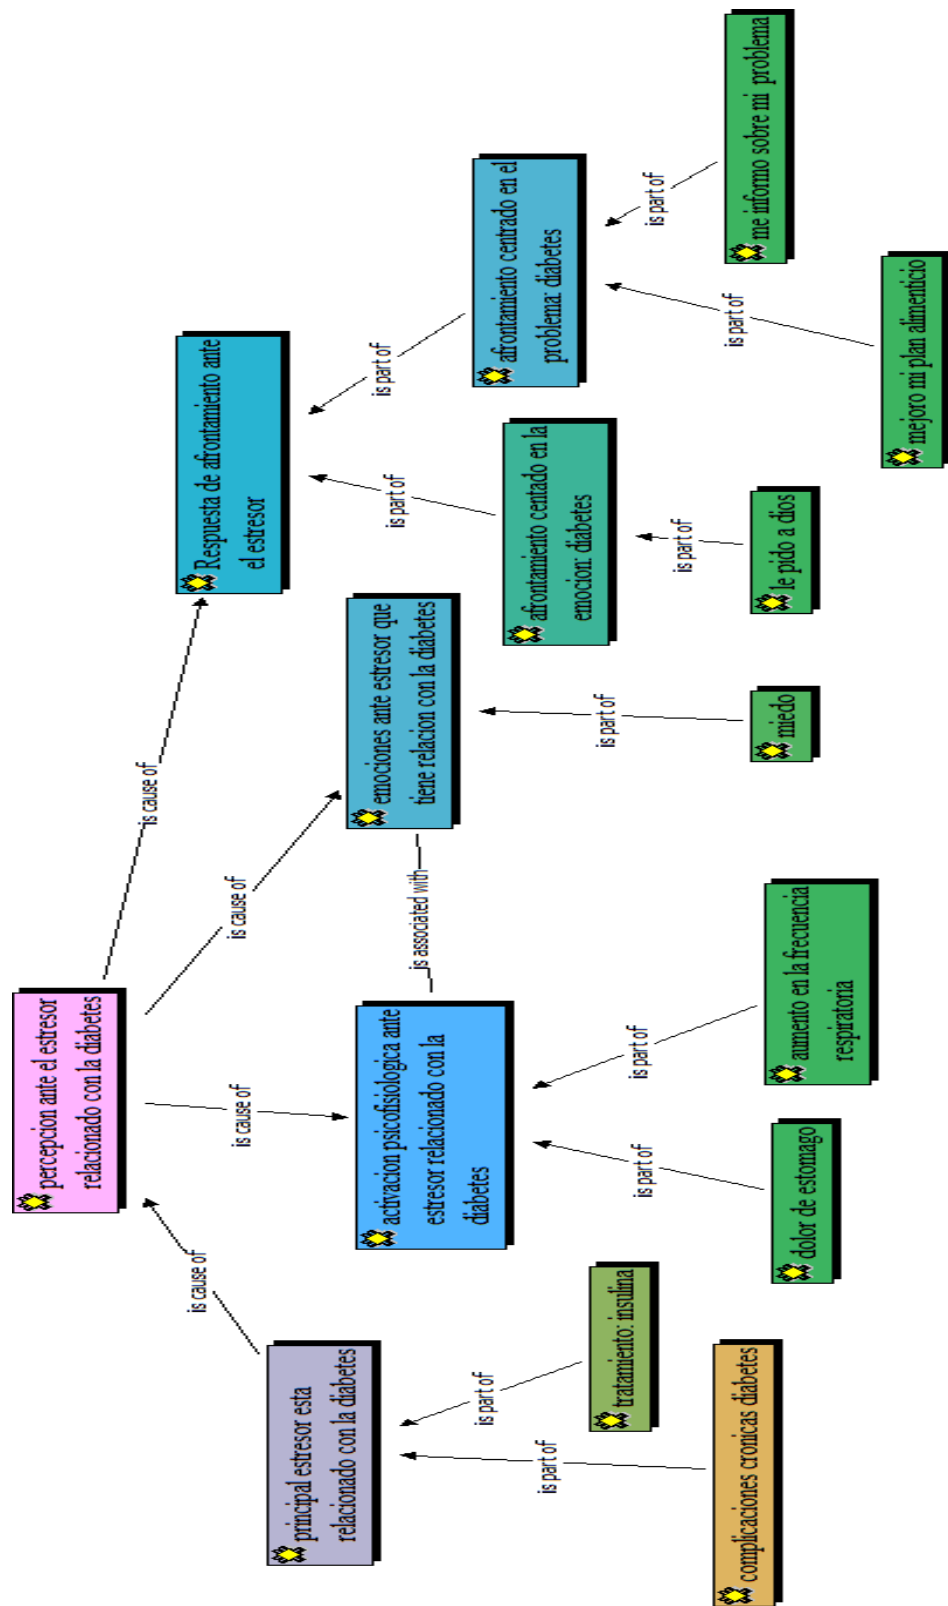 percepcion ante el estresor
relacionado con la diabetes
is cause of
is cause of
is cause of
is cause of
principal estresor esta
relacionado con la diabetes
activacion psicofisiologica ante
estresor relacionado con la
diabetes
is associated with
emociones ante estresor que
tiene relacion con la diabetes
Respuesta de afrontamiento ante
el estresor
is part of
is part of
is part of
is part of
is part of
is part of
is part of
afrontamiento centado en la
emocion: diabetes
afrontamiento centrado en el
problema: diabetes
is part of
is part of
is part of
complicaciones cronicas diabetes
tratamiento: insulina
dolor de estomago
aumento en la frecuencia
respiratoria
miedo
le pido a dios
mejoro mi plan alimenticio
me informo sobre mi problema